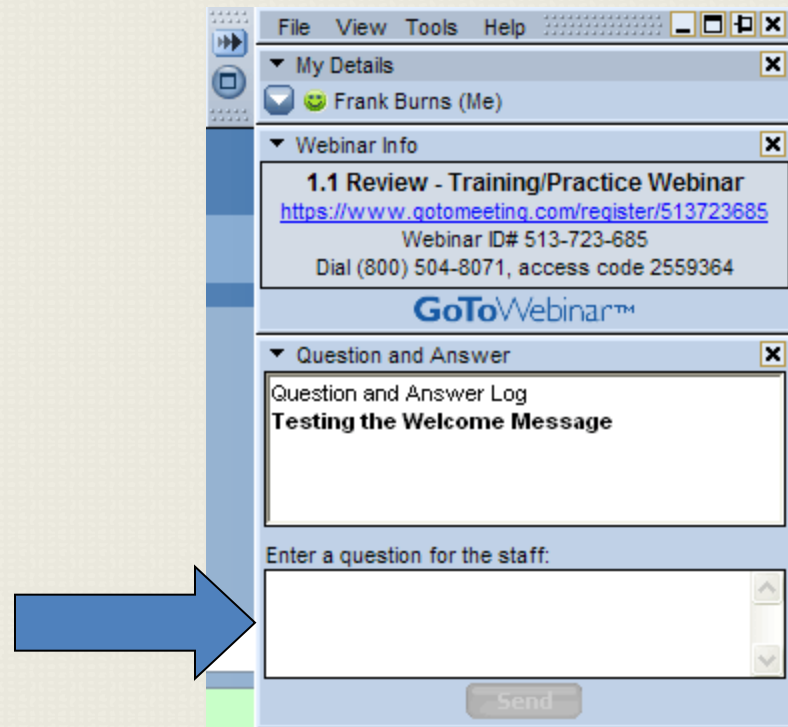 File View Tools Help
My Details
Frank Burns (Me)
Webinar Info
1.1 Review - Training/Practice Webinar
https://www.gotomeeting.com/register/513723685
Webinar ID# 513-723-685
Dial (800) 504-8071, access code 2559364
GoToWebinar™
Question and Answer
Question and Answer Log
Testing the Welcome Message
Enter a question for the staff:
Send